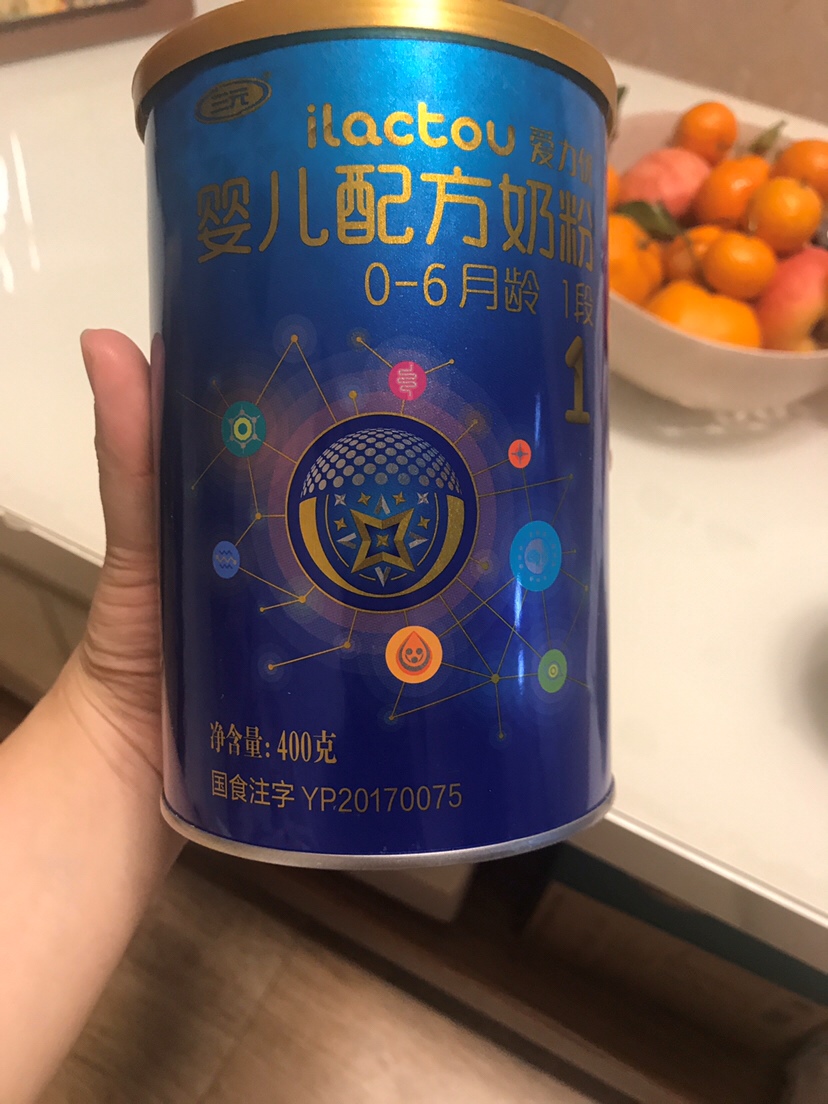 三元
ilactou 爱力优
婴儿配方奶粉
0-6月龄 1段
1
净含量：400克
国食注字 YP20170075